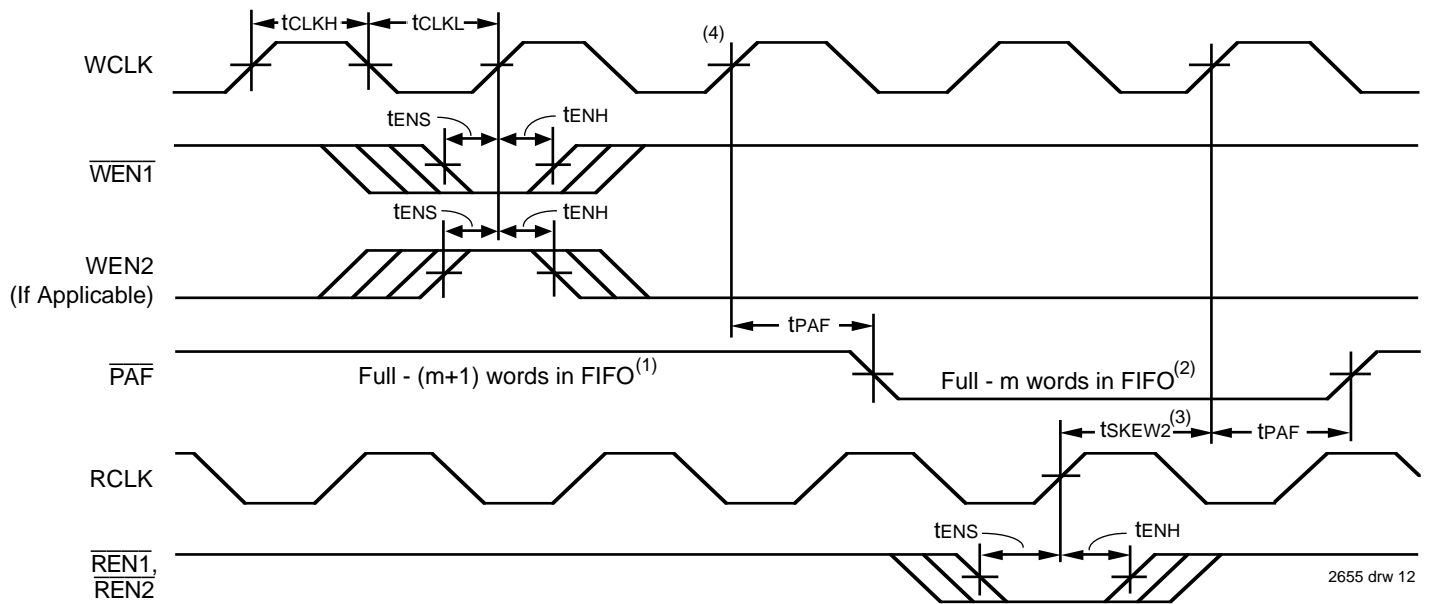 tCLKH tCLKL
(4)
WCLK
tENS tENH
WEN1
tENS tENH
WEN2
(If Applicable)
tPAF
PAF
Full - (m+1) words in FIFO(1)
Full - m words in FIFO(2)
tSKEW2(3) tPAF
RCLK
tENS tENH
REN1,
REN2
2655 drw 12